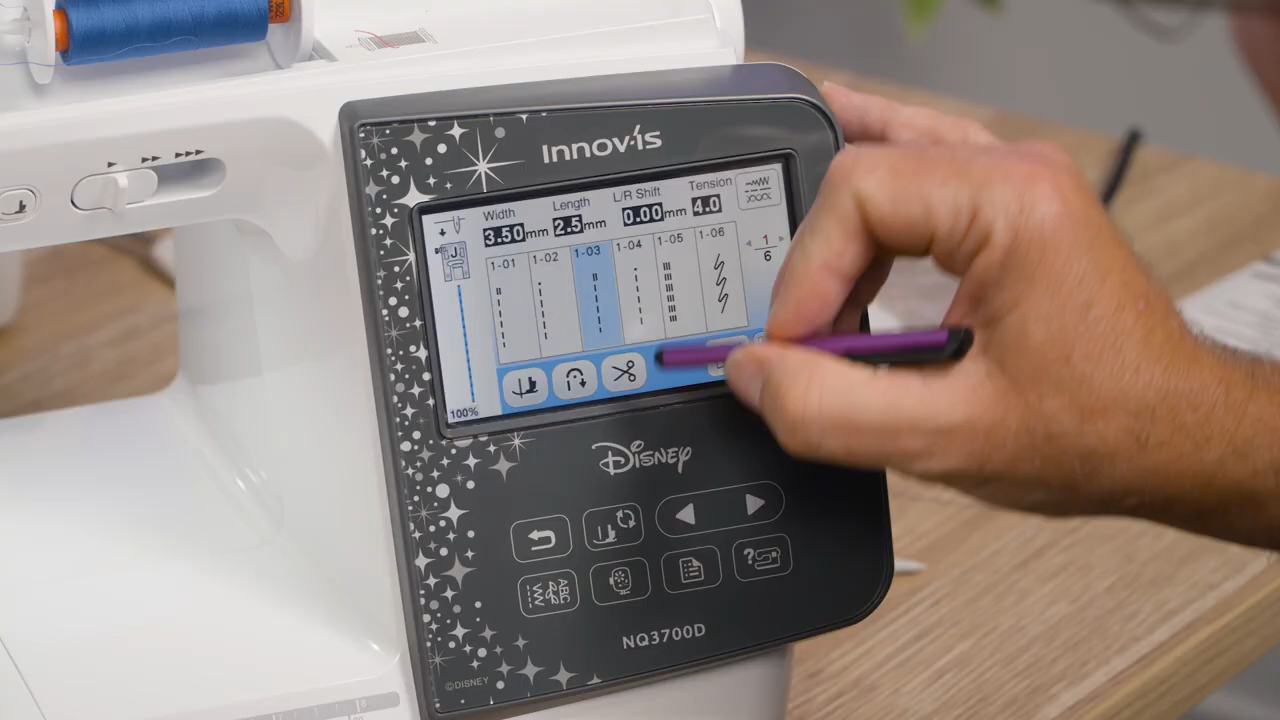 Innov-ís
Width Length L/R Shift Tension
3.50mm 2.5mm 0.00mm 4.0
J
1-01 1-02 1-03 1-04 1-05 1-06
1
6
100%
Disney
ABC
?
NQ3700D
©DISNEY